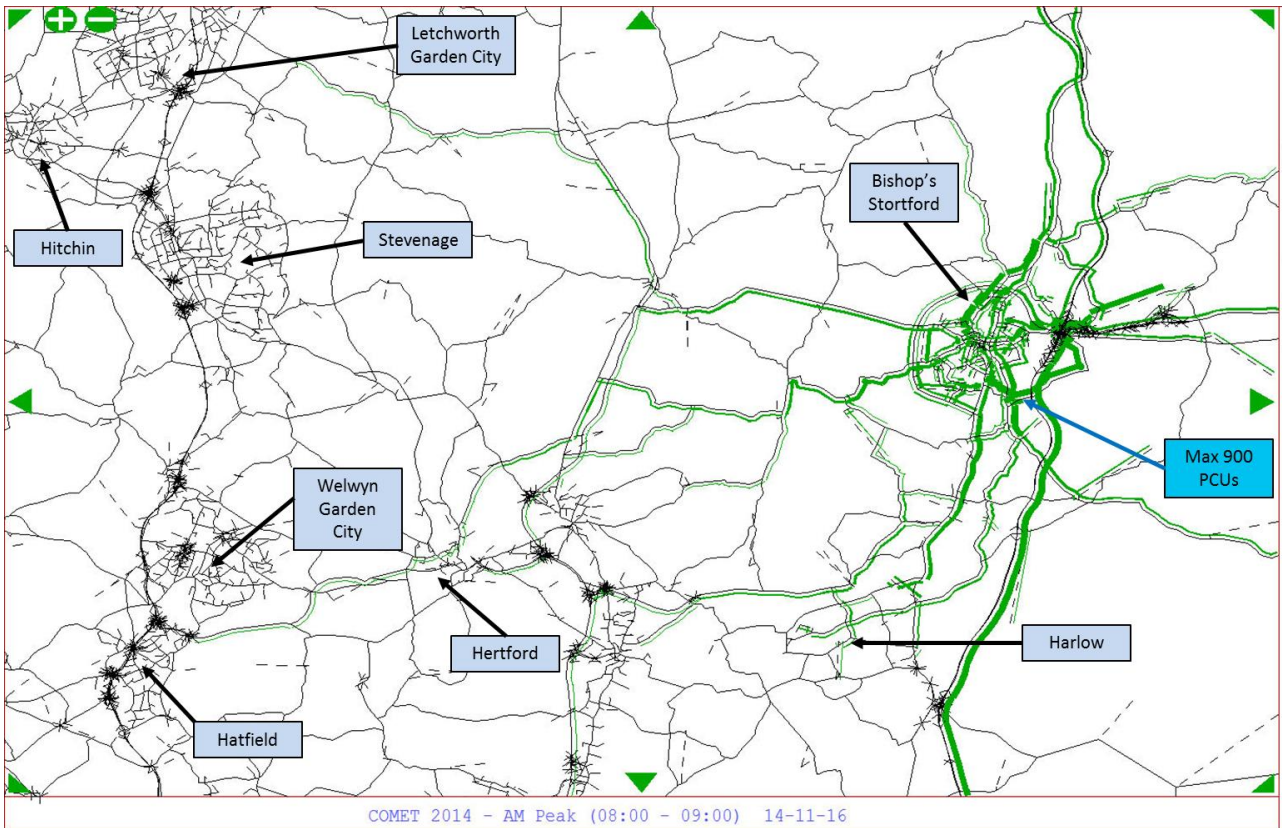 Letchworth
Garden City
Bishop's
Stortford
Hitchin
Stevenage
Max 900
PCUs
Welwyn
Garden
City
Hertford
Harlow
Hatfield
COMET 2014 - AM Peak (08:00 - 09:00) 14-11-16